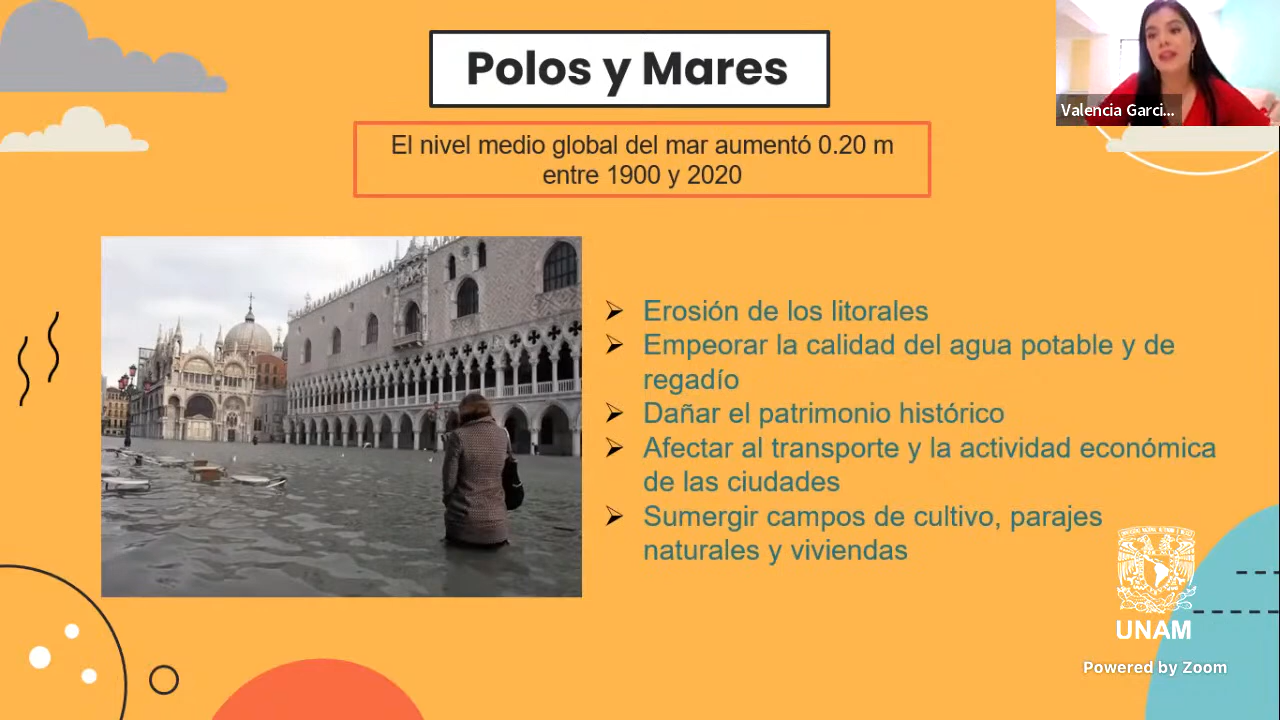 Polos y Mares
Valencia Garci...
El nivel medio global del mar aumentó 0.20 m
entre 1900 y 2020
➢ Erosión de los litorales
➢ Empeorar la calidad del agua potable y de
regadío
➢ Dañar el patrimonio histórico
➢ Afectar al transporte y la actividad económica
de las ciudades
➢ Sumergir campos de cultivo, parajes
naturales y viviendas
UNAM
Powered by Zoom